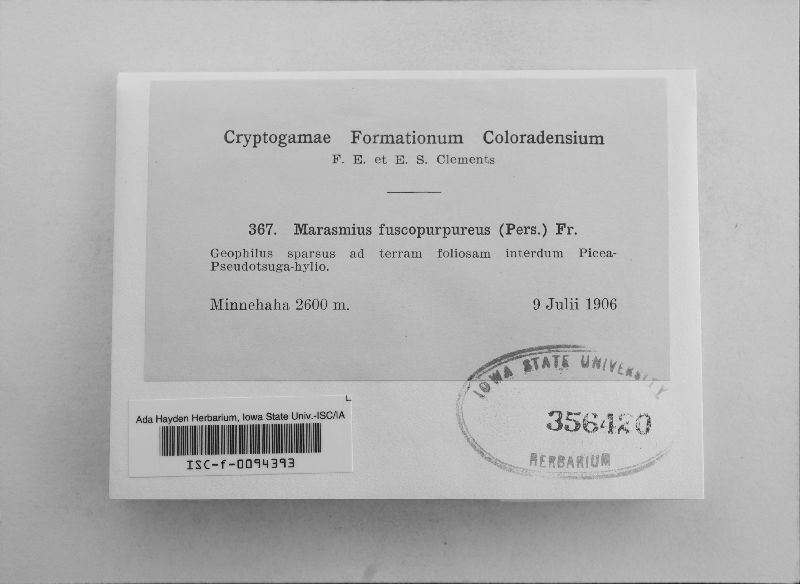 Cryptogamae Formationum Coloradensium
F. E. et E. S. Clements
367. Marasmius fuscopurpureus (Pers.) Fr.
Geophilus sparsus ad terram foliosam interdum Picea-
Pseudotsuga-hylio.
Minnehaha 2600 m. 9 Julii 1906
IOWA STATE UNIVERSITY
356420
HERBARIUM
Ada Hayden Herbarium, Iowa State Univ.-ISC/IA
ISC-f-0094393